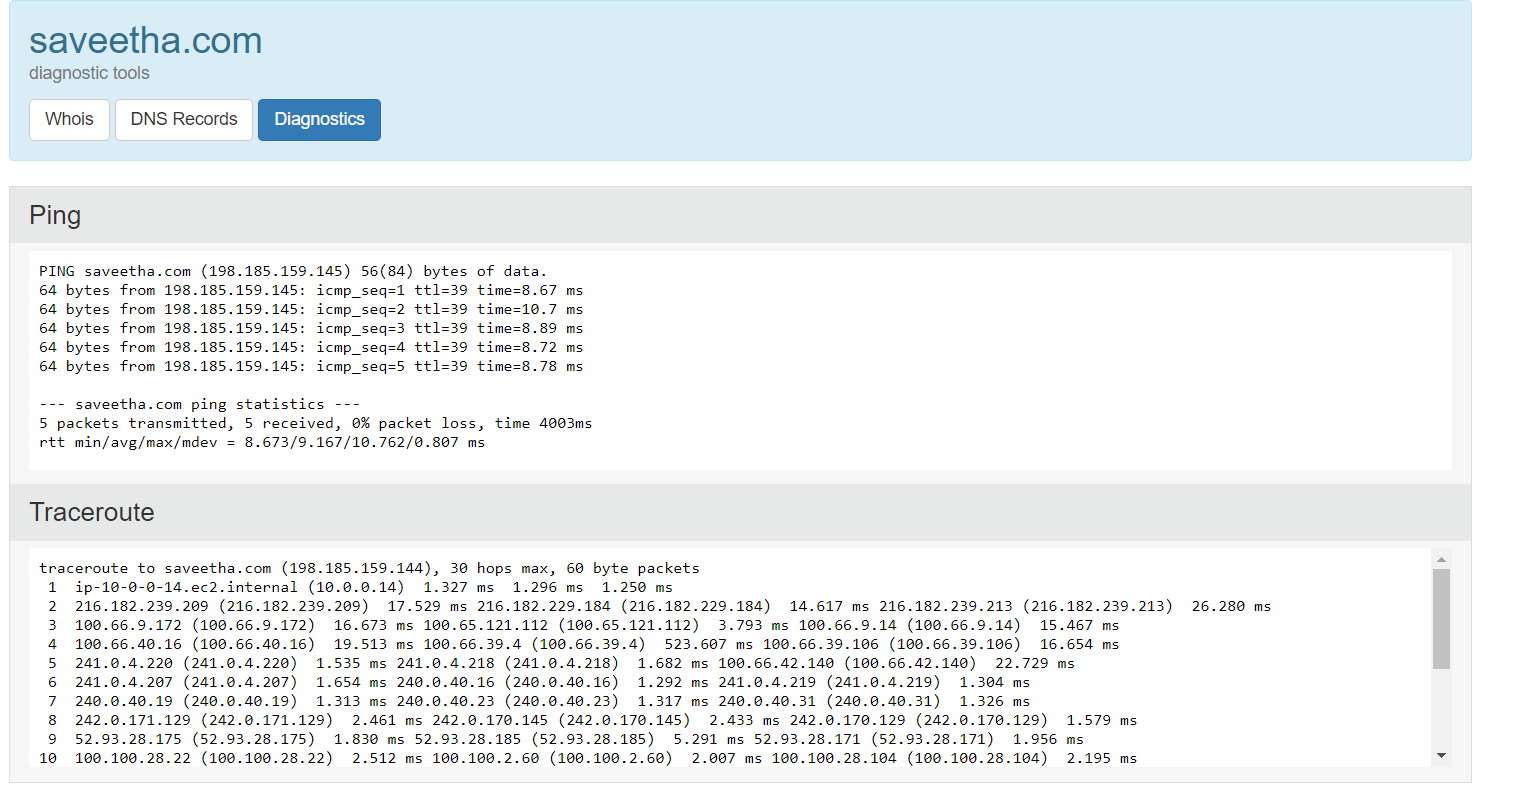 saveetha.com
diagnostic tools
Whois DNS Records Diagnostics
Ping
PING saveetha.com (198.185.159.145) 56(84) bytes of data.
64 bytes from 198.185.159.145: icmp_seq=1 ttl=39 time=8.67 ms
64 bytes from 198.185.159.145: icmp_seq=2 ttl=39 time=10.7 ms
64 bytes from 198.185.159.145: icmp_seq=3 ttl=39 time=8.89 ms
64 bytes from 198.185.159.145: icmp_seq=4 ttl=39 time=8.72 ms
64 bytes from 198.185.159.145: icmp_seq=5 ttl=39 time=8.78 ms
--- saveetha.com ping statistics ---
5 packets transmitted, 5 received, 0% packet loss, time 4003ms
rtt min/avg/max/mdev = 8.673/9.167/10.762/0.807 ms
Traceroute
traceroute to saveetha.com (198.185.159.144), 30 hops max, 60 byte packets
1 ip-10-0-0-14.ec2.internal (10.0.0.14) 1.327 ms 1.296 ms 1.250 ms
2 216.182.239.209 (216.182.239.209) 17.529 ms 216.182.229.184 (216.182.229.184) 14.617 ms 216.182.239.213 (216.182.239.213) 26.280 ms
3 100.66.9.172 (100.66.9.172) 16.673 ms 100.65.121.112 (100.65.121.112) 3.793 ms 100.66.9.14 (100.66.9.14) 15.467 ms
4 100.66.40.16 (100.66.40.16) 19.513 ms 100.66.39.4 (100.66.39.4) 523.607 ms 100.66.39.106 (100.66.39.106) 16.654 ms
5 241.0.4.220 (241.0.4.220) 1.535 ms 241.0.4.218 (241.0.4.218) 1.682 ms 100.66.42.140 (100.66.42.140) 22.729 ms
6 241.0.4.207 (241.0.4.207) 1.654 ms 240.0.40.16 (240.0.40.16) 1.292 ms 241.0.4.219 (241.0.4.219) 1.304 ms
7 240.0.40.19 (240.0.40.19) 1.313 ms 240.0.40.23 (240.0.40.23) 1.317 ms 240.0.40.31 (240.0.40.31) 1.326 ms
8 242.0.171.129 (242.0.171.129) 2.461 ms 242.0.170.145 (242.0.170.145) 2.433 ms 242.0.170.129 (242.0.170.129) 1.579 ms
9 52.93.28.175 (52.93.28.175) 1.830 ms 52.93.28.185 (52.93.28.185) 5.291 ms 52.93.28.171 (52.93.28.171) 1.956 ms
10 100.100.28.22 (100.100.28.22) 2.512 ms 100.100.2.60 (100.100.2.60) 2.007 ms 100.100.28.104 (100.100.28.104) 2.195 ms